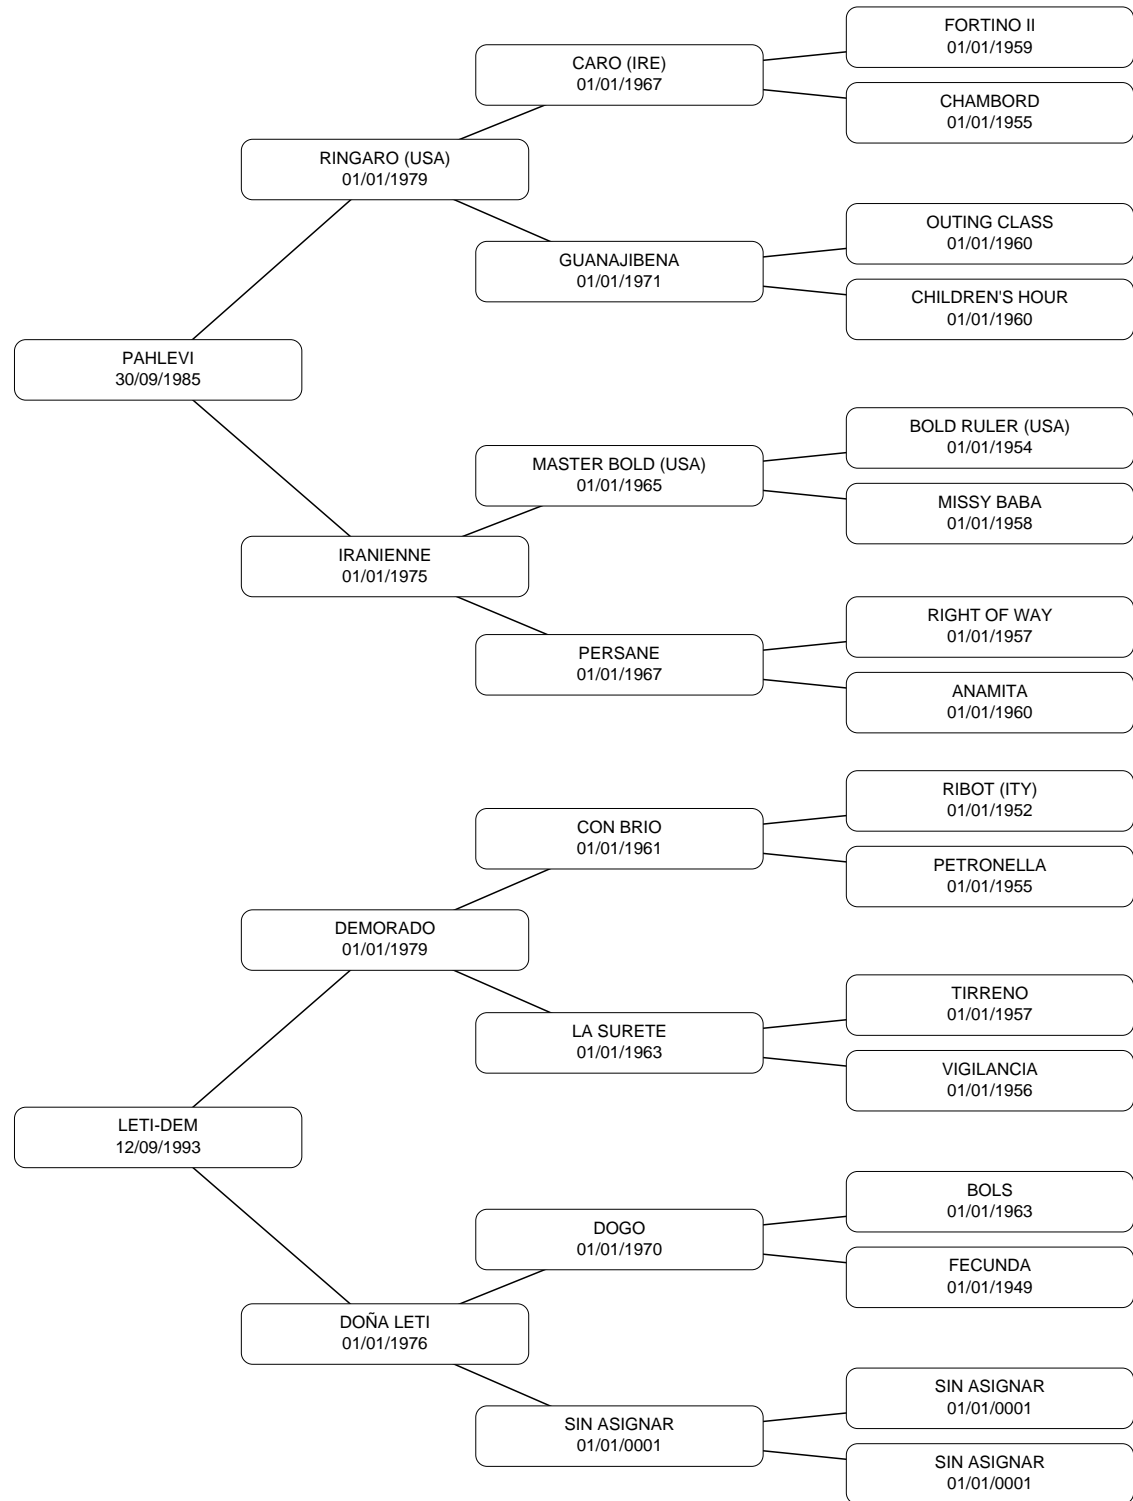 FORTINO II
01/01/1959
CARO (IRE)
01/01/1967
CHAMBORD
01/01/1955
RINGARO (USA)
01/01/1979
OUTING CLASS
01/01/1960
GUANAJIBENA
01/01/1971
CHILDREN'S HOUR
01/01/1960
PAHLEVI
30/09/1985
BOLD RULER (USA)
01/01/1954
MASTER BOLD (USA)
01/01/1965
MISSY BABA
01/01/1958
IRANIENNE
01/01/1975
RIGHT OF WAY
01/01/1957
PERSANE
01/01/1967
ANAMITA
01/01/1960
RIBOT (ITY)
01/01/1952
CON BRIO
01/01/1961
PETRONELLA
01/01/1955
DEMORADO
01/01/1979
TIRRENO
01/01/1957
LA SURETE
01/01/1963
VIGILANCIA
01/01/1956
LETI-DEM
12/09/1993
BOLS
01/01/1963
DOGO
01/01/1970
FECUNDA
01/01/1949
DOÑA LETI
01/01/1976
SIN ASIGNAR
01/01/0001
SIN ASIGNAR
01/01/0001
SIN ASIGNAR
01/01/0001